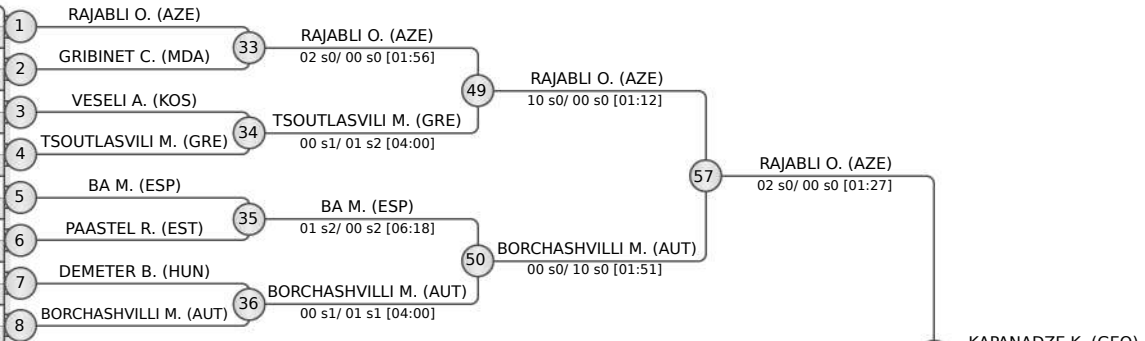 1
RAJABLI O. (AZE)
2
GRIBINET C. (MDA)
33
RAJABLI O. (AZE)
02 s0/ 00 s0 [01:56]
3
VESELI A. (KOS)
4
TSOUTLASVILI M. (GRE)
34
TSOUTLASVILI M. (GRE)
00 s1/ 01 s2 [04:00]
49
RAJABLI O. (AZE)
10 s0/ 00 s0 [01:12]
5
BA M. (ESP)
6
PAASTEL R. (EST)
35
BA M. (ESP)
01 s2/ 00 s2 [06:18]
7
DEMETER B. (HUN)
8
BORCHASHVILLI M. (AUT)
36
BORCHASHVILLI M. (AUT)
00 s1/ 01 s1 [04:00]
50
BORCHASHVILLI M. (AUT)
00 s0/ 10 s0 [01:51]
57
RAJABLI O. (AZE)
02 s0/ 00 s0 [01:27]
KAPANADZE K. (GEO)